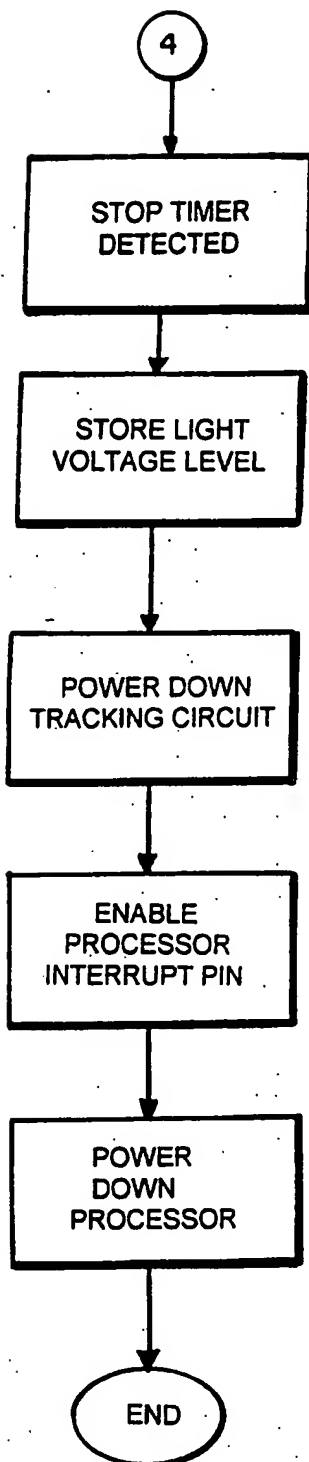 4
STOP TIMER
DETECTED
STORE LIGHT
VOLTAGE LEVEL
POWER DOWN
TRACKING CIRCUIT
ENABLE
PROCESSOR
INTERRUPT PIN
POWER
DOWN
PROCESSOR
END